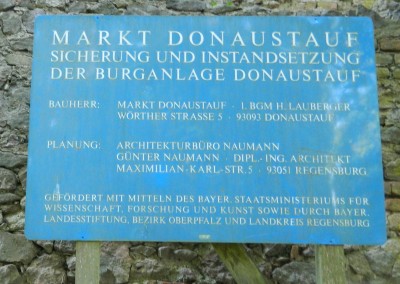 MARKT DONAUSTAUF
SICHERUNG UND INSTANDSETZUNG
DER BURGANLAGE DONAUSTAUF
BAUHERR: MARKT DONAUSTAUF · 1. BGM H. LAUBERGER
WÖRTHER STRASSE 5 · 93093 DONAUSTAUF
PLANUNG: ARCHITEKTURBÜRO NAUMANN
GÜNTER NAUMANN · DIPL.-ING. ARCHITEKT
MAXIMILIAN-KARL-STR. 5 · 93051 REGENSBURG
GEFÖRDERT MIT MITTELN DES BAYER. STAATSMINISTERIUMS FÜR
WISSENSCHAFT, FORSCHUNG UND KUNST SOWIE DURCH BAYER.
LANDESSTIFTUNG, BEZIRK OBERPFALZ UND LANDKREIS REGENSBURG